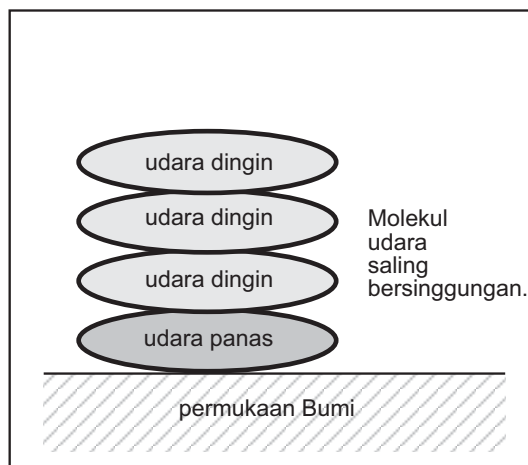 udara dingin
udara dingin
udara dingin
udara panas
Molekul
udara
saling
bersinggungan.
permukaan Bumi